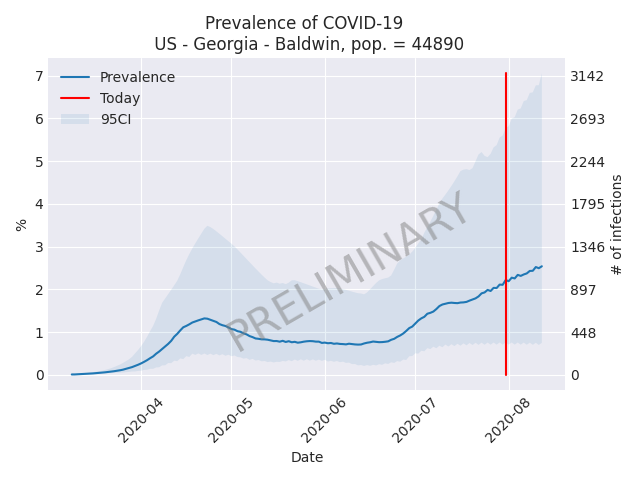 Prevalence of COVID-19
US - Georgia - Baldwin, pop. = 44890
Prevalence
Today
95CI
7
6
5
4
3
2
1
0
%
3142
2693
2244
1795
1346
897
448
0
# of infections
PRELIMINARY
2020-04
2020-05
2020-06
2020-07
2020-08
Date